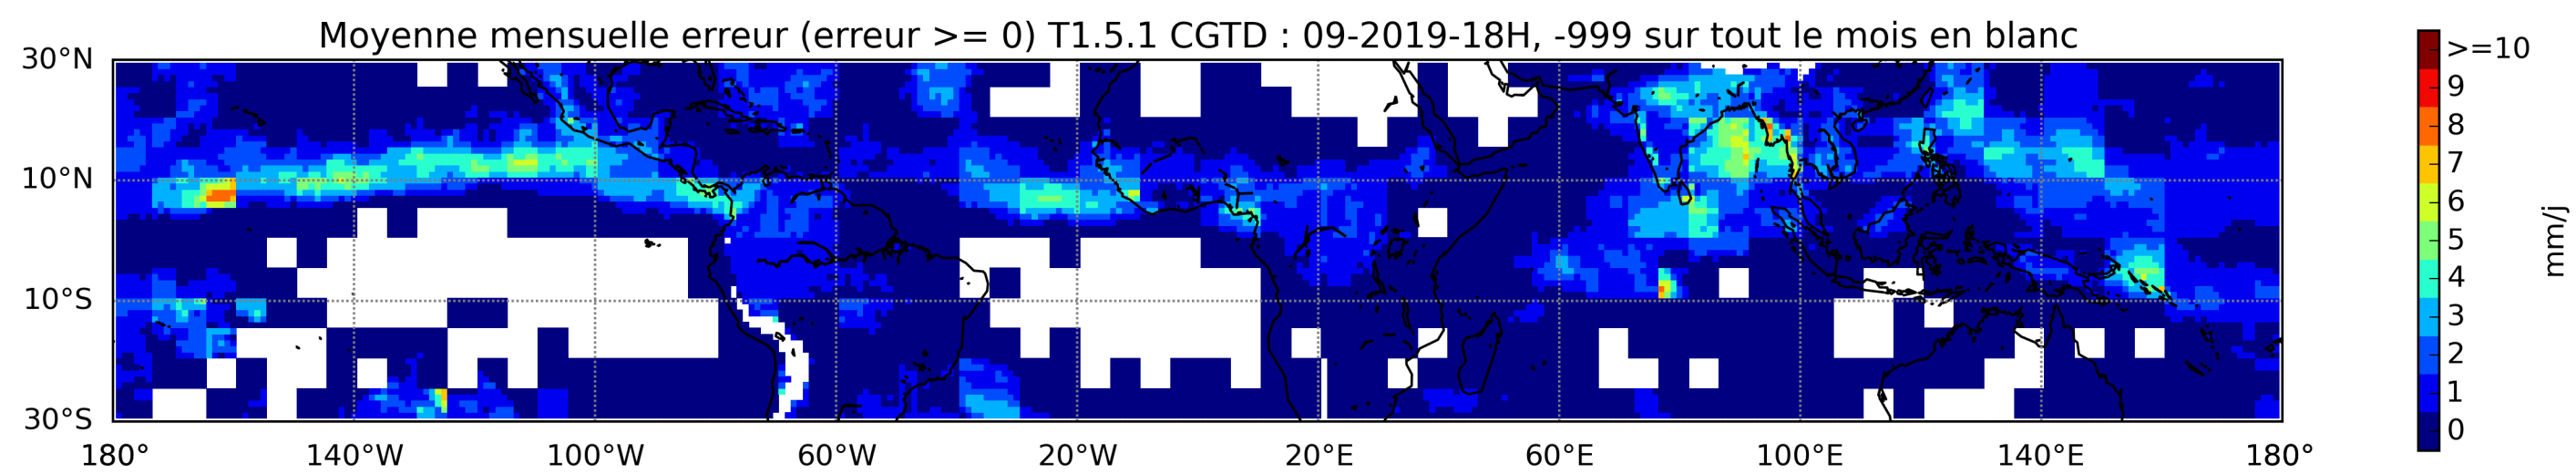 Moyenne mensuelle erreur (erreur >= 0) T1.5.1 CGTD : 09-2019-18H, -999 sur tout le mois en blanc
30°N
10°N
10°S
30°S
180° 140°W 100°W 60°W 20°W 20°E 60°E 100°E 140°E 180°
>=10
9
8
7
6
5
4
3
2
1
0
mm/j